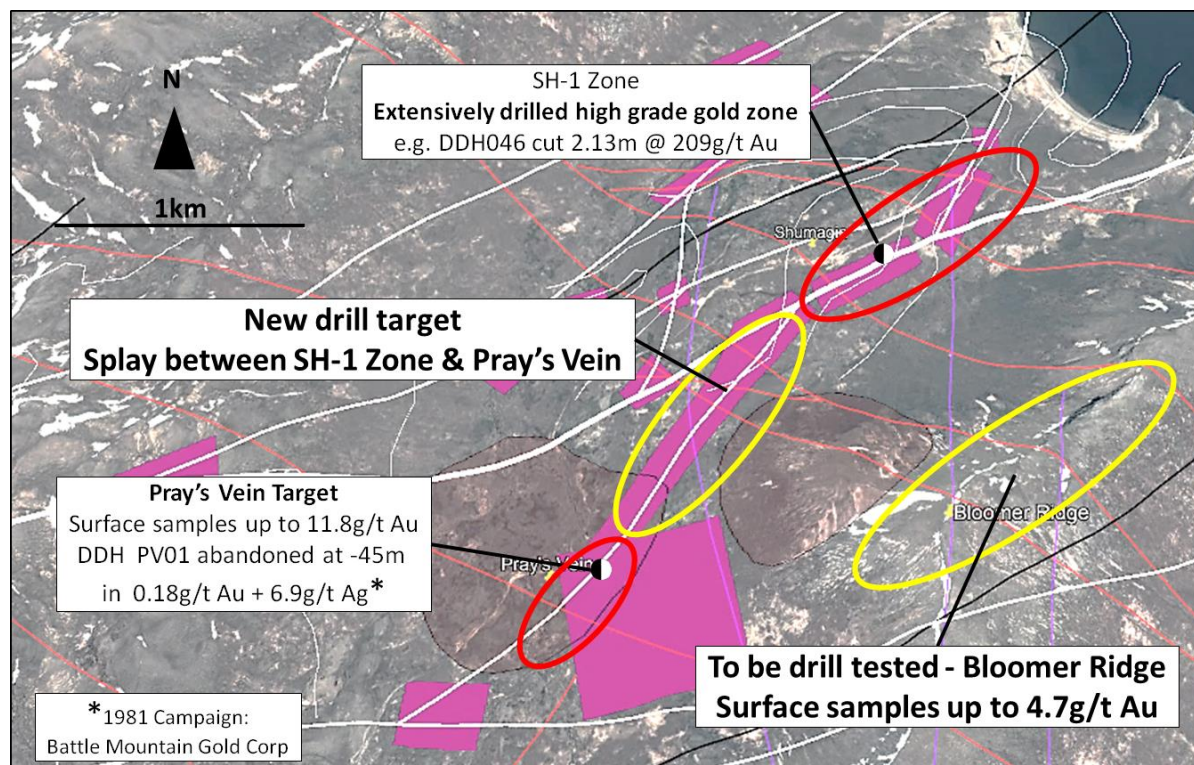 SH-1 Zone
Extensively drilled high grade gold zone
e.g. DDH046 cut 2.13m @ 209g/t Au
N
1km
Shumagin
New drill target
Splay between SH-1 Zone & Pray's Vein
Pray's Vein Target
Surface samples up to 11.8g/t Au
DDH PV01 abandoned at -45m
in 0.18g/t Au + 6.9g/t Ag*
Pray's Vein
Bloomer Ridge
To be drill tested - Bloomer Ridge
Surface samples up to 4.7g/t Au
*1981 Campaign:
Battle Mountain Gold Corp